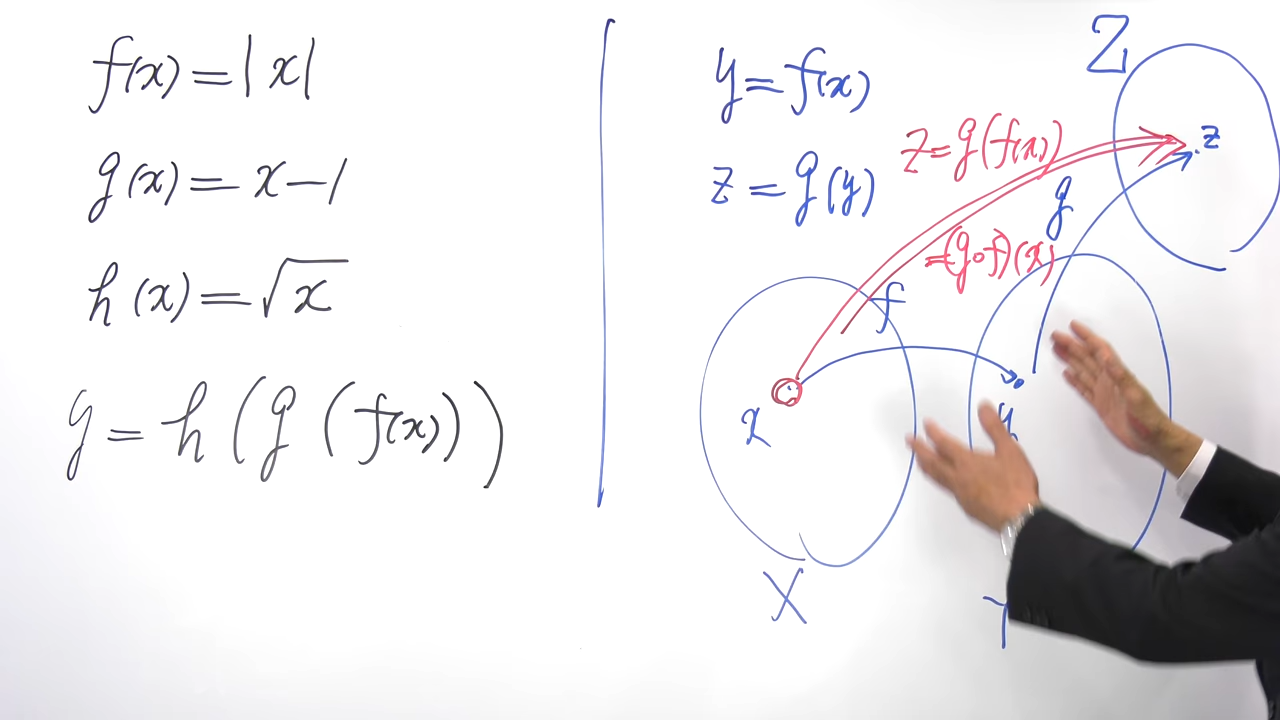 f(x) = |x|
g(x) = x-1
h(x) = √x
y = h(g(f(x)))
y = f(x)
z = g(y)
Z
z
z = g(f(x))
= (g∘f)(x)
g
f
x
y
X
Y